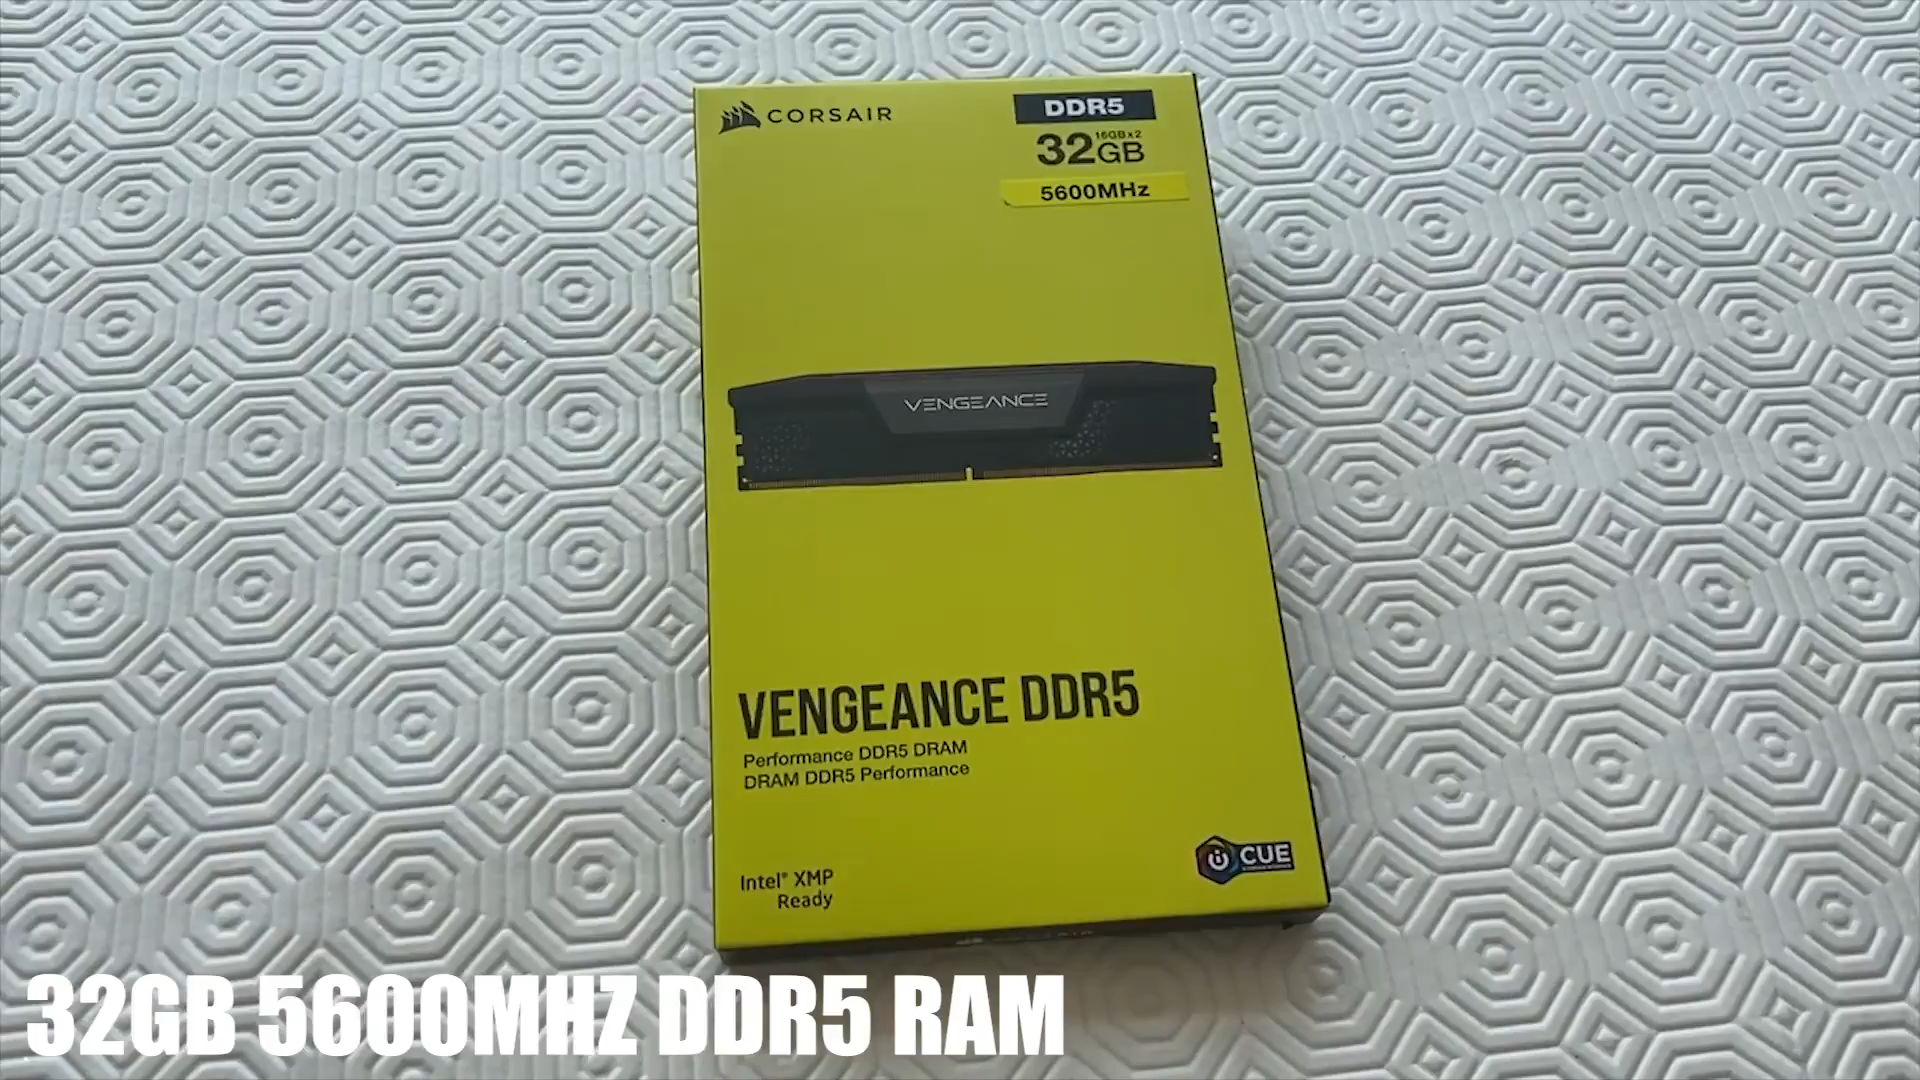 CORSAIR
DDR5
16GBx2
32GB
5600MHz
VENGEANCE
VENGEANCE DDR5
Performance DDR5 DRAM
DRAM DDR5 Performance
Intel® XMP
Ready
iCUE
32GB 5600MHZ DDR5 RAM